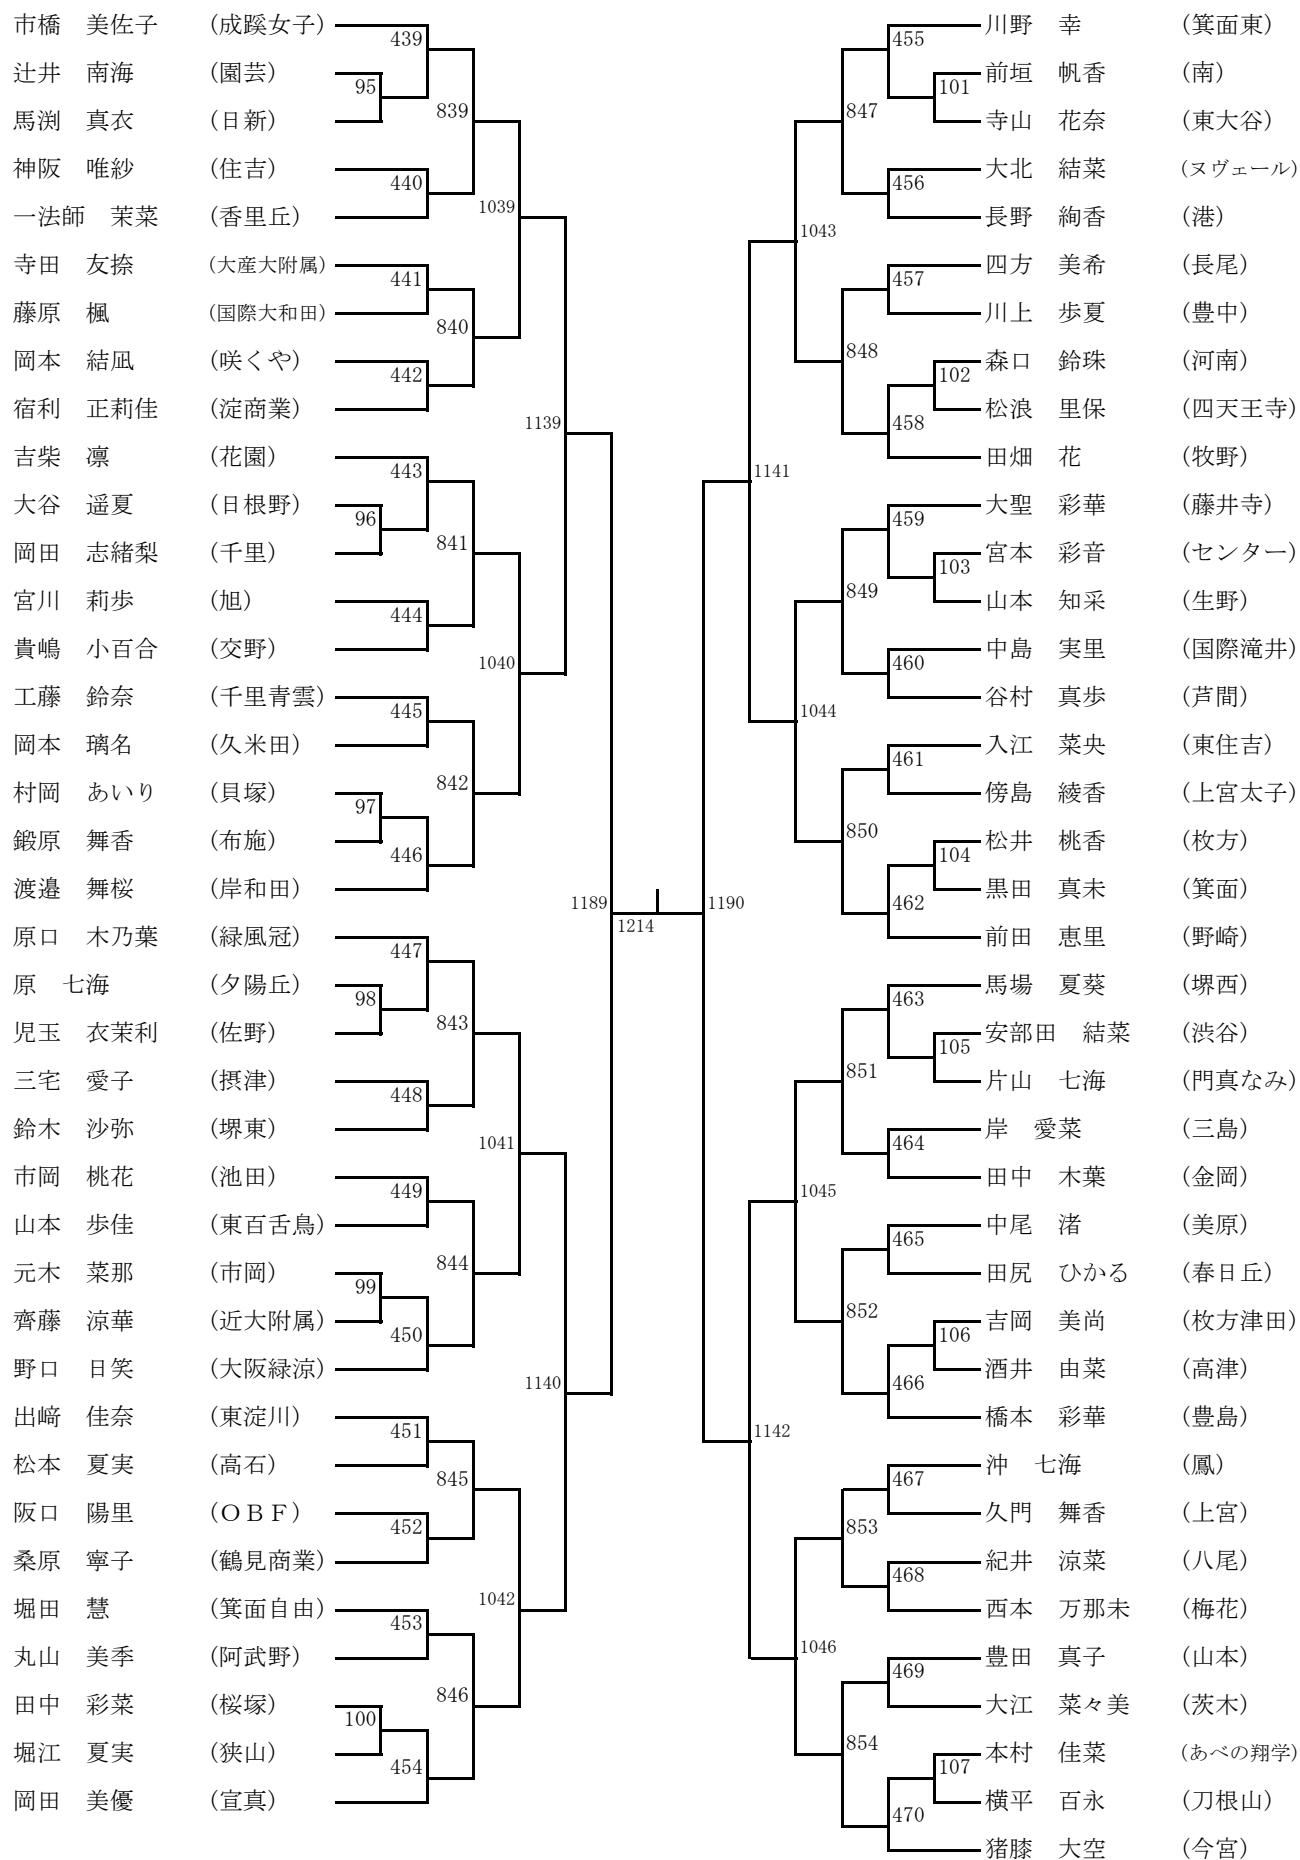 市橋　美佐子　（成蹊女子）
辻井　南海　（園芸）
馬渕　真衣　（日新）
神阪　唯紗　（住吉）
一法師　茉菜　（香里丘）
寺田　友捺　（大産大附属）
藤原　楓　（国際大和田）
岡本　結凪　（咲くや）
宿利　正莉佳　（淀商業）
吉柴　凛　（花園）
大谷　遥夏　（日根野）
岡田　志緒梨　（千里）
宮川　莉歩　（旭）
貴嶋　小百合　（交野）
工藤　鈴奈　（千里青雲）
岡本　璃名　（久米田）
村岡　あいり　（貝塚）
鍛原　舞香　（布施）
渡邉　舞桜　（岸和田）
原口　木乃葉　（緑風冠）
原　七海　（夕陽丘）
児玉　衣茉利　（佐野）
三宅　愛子　（摂津）
鈴木　沙弥　（堺東）
市岡　桃花　（池田）
山本　歩佳　（東百舌鳥）
元木　菜那　（市岡）
齊藤　涼華　（近大附属）
野口　日笑　（大阪緑涼）
出﨑　佳奈　（東淀川）
松本　夏実　（高石）
阪口　陽里　（ＯＢＦ）
桑原　寧子　（鶴見商業）
堀田　慧　（箕面自由）
丸山　美季　（阿武野）
田中　彩菜　（桜塚）
堀江　夏実　（狭山）
岡田　美優　（宣真）
439
95
440
441
442
443
96
444
445
97
446
447
98
448
449
99
450
451
452
453
100
454
839
840
841
842
843
844
845
846
1039
1040
1041
1042
1139
1140
1189
1214
1190
1141
1142
1043
1044
1045
1046
847
848
849
850
851
852
853
854
455
101
456
457
102
458
459
103
460
461
104
462
463
105
464
465
106
466
467
468
469
107
470
川野　幸　（箕面東）
前垣　帆香　（南）
寺山　花奈　（東大谷）
大北　結菜　（ヌヴェール）
長野　絢香　（港）
四方　美希　（長尾）
川上　歩夏　（豊中）
森口　鈴珠　（河南）
松浪　里保　（四天王寺）
田畑　花　（牧野）
大聖　彩華　（藤井寺）
宮本　彩音　（センター）
山本　知采　（生野）
中島　実里　（国際滝井）
谷村　真歩　（芦間）
入江　菜央　（東住吉）
傍島　綾香　（上宮太子）
松井　桃香　（枚方）
黒田　真未　（箕面）
前田　恵里　（野崎）
馬場　夏葵　（堺西）
安部田　結菜　（渋谷）
片山　七海　（門真なみ）
岸　愛菜　（三島）
田中　木葉　（金岡）
中尾　渚　（美原）
田尻　ひかる　（春日丘）
吉岡　美尚　（枚方津田）
酒井　由菜　（高津）
橋本　彩華　（豊島）
沖　七海　（鳳）
久門　舞香　（上宮）
紀井　涼菜　（八尾）
西本　万那未　（梅花）
豊田　真子　（山本）
大江　菜々美　（茨木）
本村　佳菜　（あべの翔学）
横平　百永　（刀根山）
猪膝　大空　（今宮）